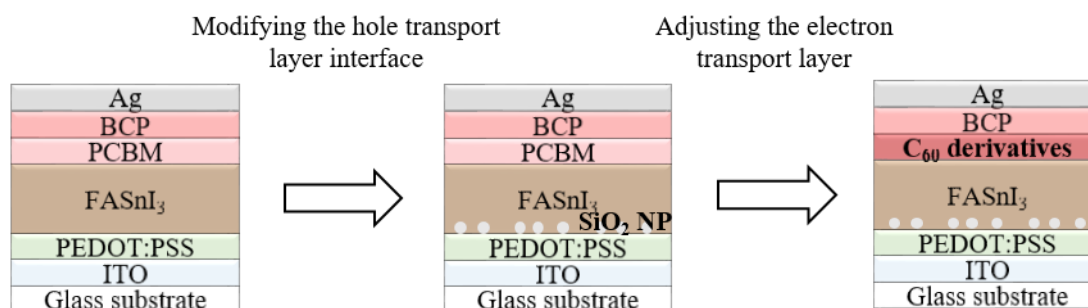 Modifying the hole transport
layer interface
Adjusting the electron
transport layer
Ag
BCP
PCBM
FASnI₃
PEDOT:PSS
ITO
Glass substrate
Ag
BCP
PCBM
FASnI₃
SiO₂ NP
PEDOT:PSS
ITO
Glass substrate
Ag
BCP
C₆₀ derivatives
FASnI₃
PEDOT:PSS
ITO
Glass substrate